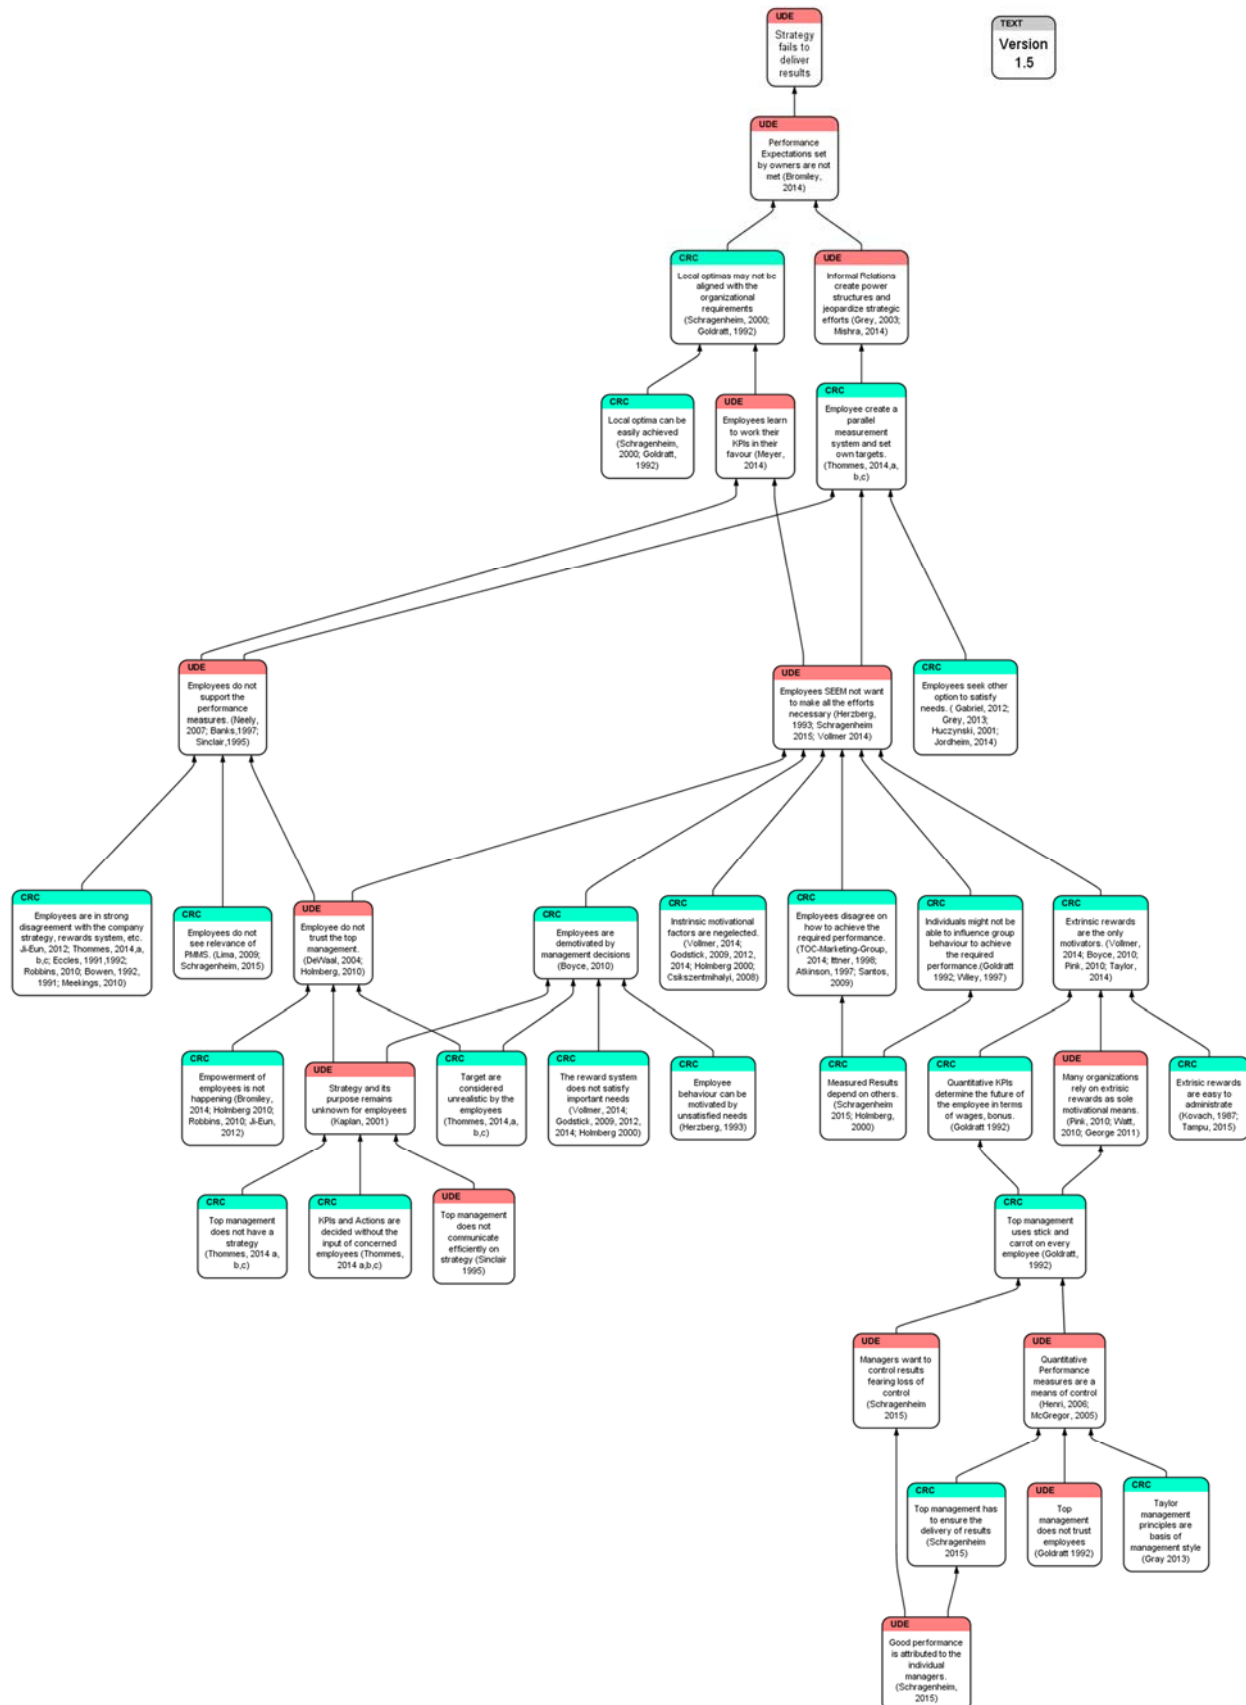 UDE
Strategy
fails to
deliver
results
TEXT
Version
1.5
UDE
Performance
Expectations set
by owners are not
met (Bromiley,
2014)
CRC
Local optimas may not be
aligned with the
organizational
requirements
(Schragenheim, 2000;
Goldratt, 1992)
UDE
Informal Relations
create power
structures and
jeopardize strategic
efforts (Grey, 2003;
Mishra, 2014)
CRC
Local optima can be
easily achieved
(Schragenheim,
2000; Goldratt,
1992)
UDE
Employees learn
to work their
KPIs in their
favour (Meyer,
2014)
CRC
Employee create a
parallel
measurement
system and set
own targets.
(Thommes, 2014,a,
b,c)
UDE
Employees do not
support the
performance
measures. (Neely,
2007; Banks,1997;
Sinclair,1995)
UDE
Employees SEEM not want
to make all the efforts
necessary (Herzberg,
1993; Schragenheim
2015; Vollmer 2014)
CRC
Employees seek other
option to satisfy
needs. ( Gabriel, 2012;
Grey, 2013;
Huczynski, 2001;
Jordheim, 2014)
CRC
Employees are in strong
disagreement with the company
strategy, rewards system, etc.
Ji-Eun, 2012; Thommes, 2014,a,
b,c; Eccles, 1991,1992;
Robbins, 2010; Bowen, 1992,
1991; Meekings, 2010)
CRC
Employees do not
see relevance of
PMMS. (Lima, 2009;
Schragenheim, 2015)
UDE
Employee do not
trust the top
management.
(DeWaal, 2004;
Holmberg, 2010)
CRC
Employees are
demotivated by
management decisions
(Boyce, 2010)
CRC
Instrinsic motivational
factors are negelected.
(Vollmer, 2014;
Godstick, 2009, 2012,
2014; Holmberg 2000;
Csikszentmihalyi, 2008)
CRC
Employees disagree on
how to achieve the
required performance.
(TOC-Marketing-Group,
2014; Ittner, 1998;
Atkinson, 1997; Santos,
2009)
CRC
Individuals might not be
able to influence group
behaviour to achieve
the required
performance.(Goldratt
1992; Wiley, 1997)
CRC
Extrinsic rewards
are the only
motivators. (Vollmer,
2014; Boyce, 2010;
Pink, 2010; Taylor,
2014)
CRC
Empowerment of
employees is not
happening (Bromiley,
2014; Holmberg 2010;
Robbins, 2010; Ji-Eun,
2012)
UDE
Strategy and its
purpose remains
unknown for employees
(Kaplan, 2001)
CRC
Target are
considered
unrealistic by the
employees
(Thommes, 2014,a,
b,c)
CRC
The reward system
does not satisfy
important needs
(Vollmer, 2014;
Godstick, 2009, 2012,
2014; Holmberg 2000)
CRC
Employee
behaviour can be
motivated by
unsatisfied needs
(Herzberg, 1993)
CRC
Measured Results
depend on others.
(Schragenheim
2015; Holmberg,
2000)
CRC
Quantitative KPIs
determine the future of
the employee in terms
of wages, bonus.
(Goldratt 1992)
UDE
Many organizations
rely on extrisic
rewards as sole
motivational means.
(Pink, 2010; Watt,
2010; George 2011)
CRC
Extrisic rewards
are easy to
administrate
(Kovach, 1987;
Tampu, 2015)
CRC
Top management
does not have a
strategy
(Thommes, 2014 a,
b,c)
CRC
KPIs and Actions are
decided without the
input of concerned
employees (Thommes,
2014 a,b,c)
UDE
Top management
does not
communicate
efficiently on
strategy (Sinclair
1995)
CRC
Top management
uses stick and
carrot on every
employee (Goldratt,
1992)
UDE
Managers want to
control results
fearing loss of
control
(Schragenheim
2015)
UDE
Quantitative
Performance
measures are a
means of control
(Henri, 2006;
McGregor, 2005)
CRC
Top management has
to ensure the
delivery of results
(Schragenheim
2015)
UDE
Top
management
does not trust
employees
(Goldratt 1992)
CRC
Taylor
management
principles are
basis of
management style
(Gray 2013)
UDE
Good performance
is attributed to the
individual
managers.
(Schragenheim,
2015)